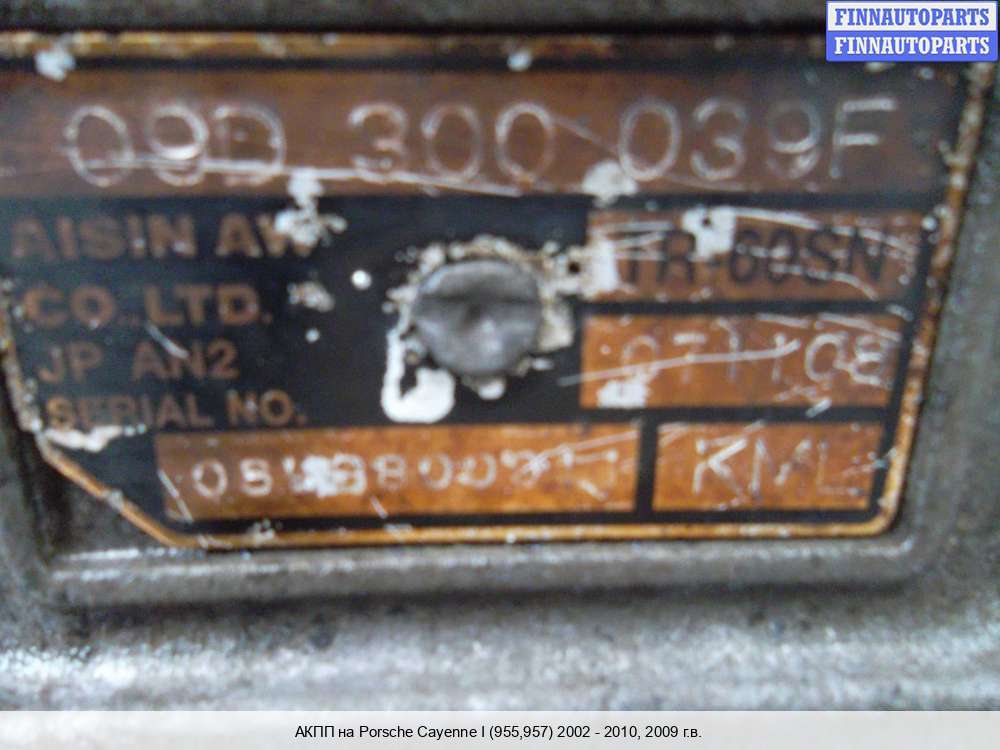 FINNAUTOPARTS
FINNAUTOPARTS
09D 300 039F
AISIN AW
CO.,LTD.
JP AN2
SERIAL NO.
TR-60SN
KML
АКПП на Porsche Cayenne I (955,957) 2002 - 2010, 2009 г.в.